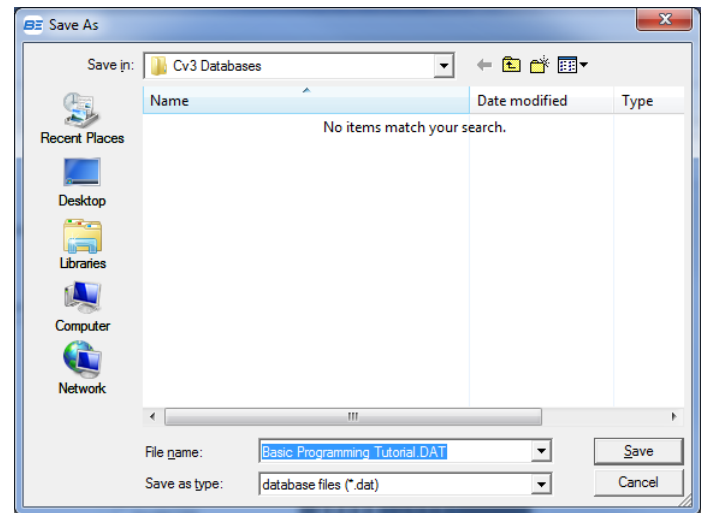 BE Save As
Save in: Cv3 Databases
Name Date modified Type
No items match your search.
Recent Places
Desktop
Libraries
Computer
Network
File name: Basic Programming Tutorial.DAT Save
Save as type: database files (*.dat) Cancel